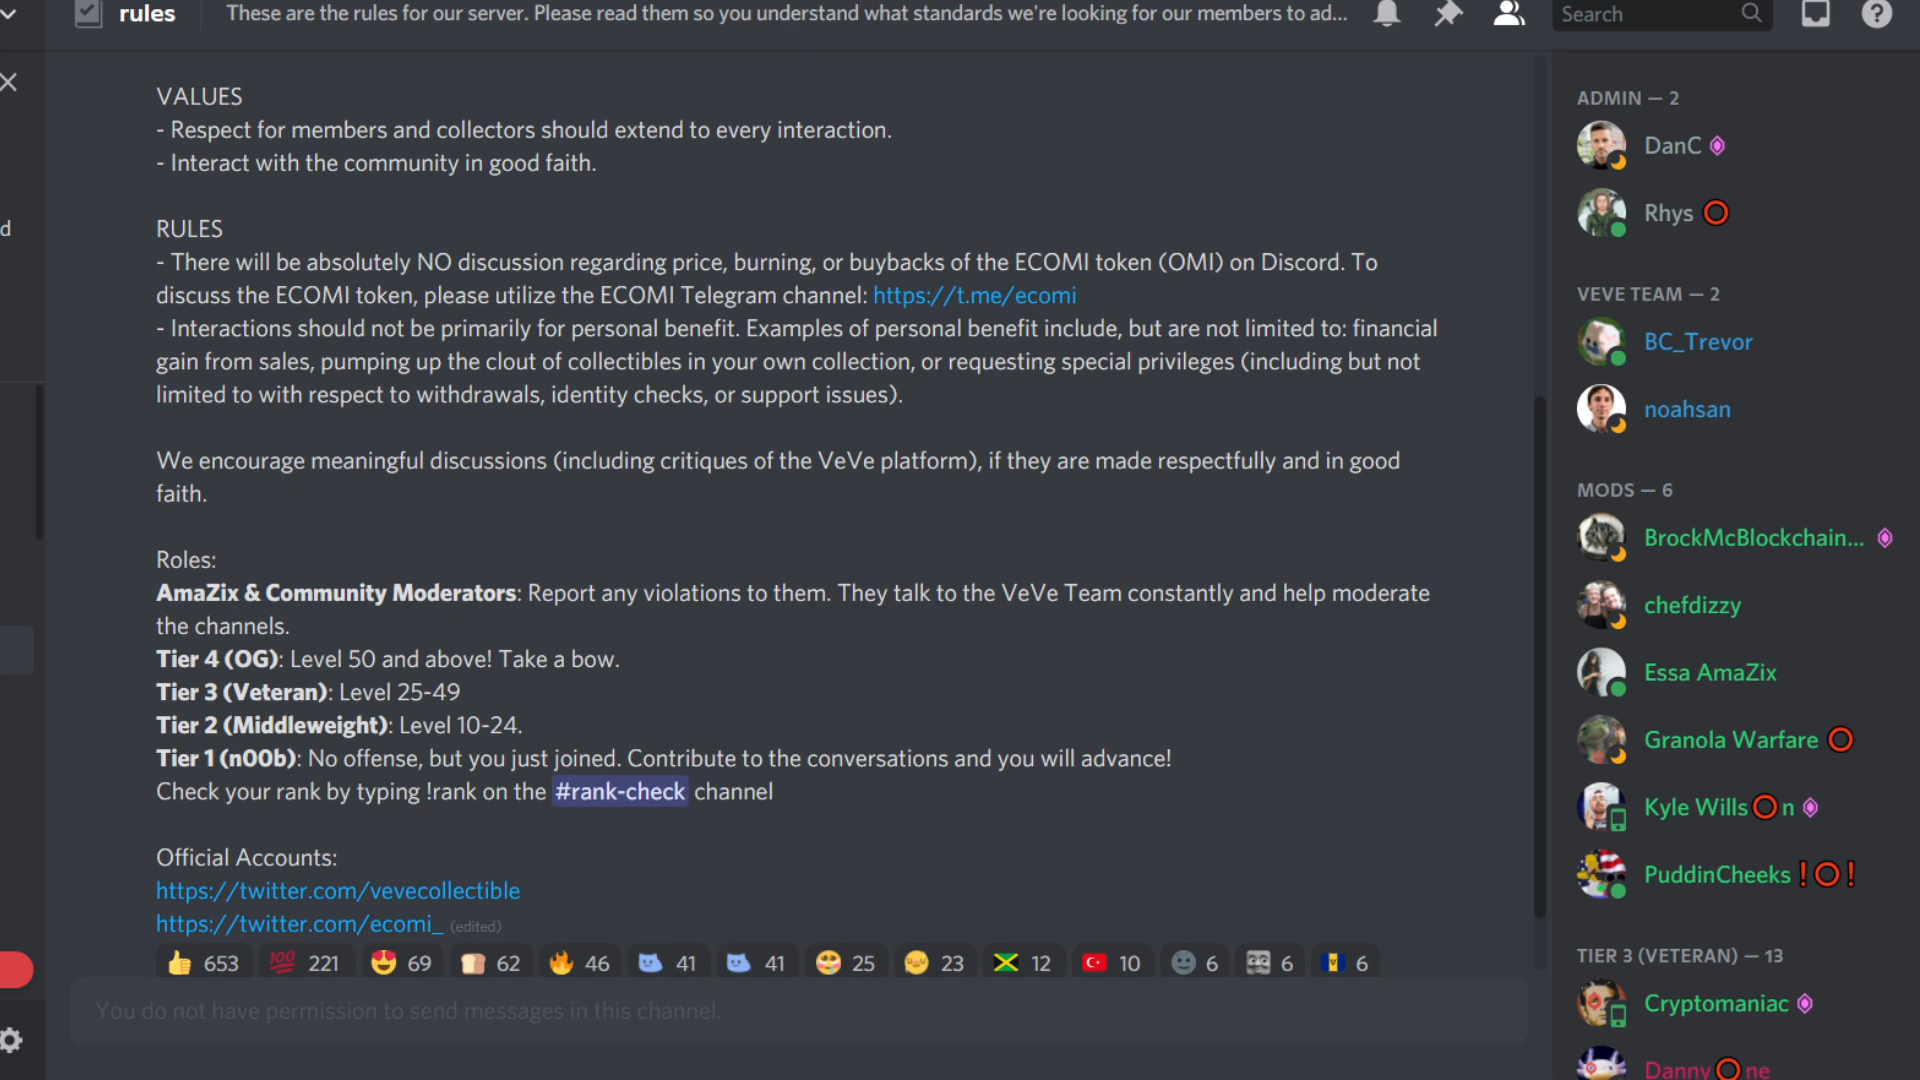 rules
These are the rules for our server. Please read them so you understand what standards we're looking for our members to ad...
Search
d
VALUES
- Respect for members and collectors should extend to every interaction.
- Interact with the community in good faith.
RULES
- There will be absolutely NO discussion regarding price, burning, or buybacks of the ECOMI token (OMI) on Discord. To
discuss the ECOMI token, please utilize the ECOMI Telegram channel: https://t.me/ecomi
- Interactions should not be primarily for personal benefit. Examples of personal benefit include, but are not limited to: financial
gain from sales, pumping up the clout of collectibles in your own collection, or requesting special privileges (including but not
limited to with respect to withdrawals, identity checks, or support issues).
We encourage meaningful discussions (including critiques of the VeVe platform), if they are made respectfully and in good
faith.
Roles:
AmaZix & Community Moderators: Report any violations to them. They talk to the VeVe Team constantly and help moderate
the channels.
Tier 4 (OG): Level 50 and above! Take a bow.
Tier 3 (Veteran): Level 25-49
Tier 2 (Middleweight): Level 10-24.
Tier 1 (n00b): No offense, but you just joined. Contribute to the conversations and you will advance!
Check your rank by typing !rank on the #rank-check channel
Official Accounts:
https://twitter.com/vevecollectible
https://twitter.com/ecomi_ (edited)
653 100 221 69 62 46 41 41 25 23 12 10 6 6 6
You do not have permission to send messages in this channel.
ADMIN — 2
DanC
Rhys
VEVE TEAM — 2
BC_Trevor
noahsan
MODS — 6
BrockMcBlockchain...
chefdizzy
Essa AmaZix
Granola Warfare
Kyle Wills⭕n
PuddinCheeks❗⭕❗
TIER 3 (VETERAN) — 13
Cryptomaniac
Danny⭕ne